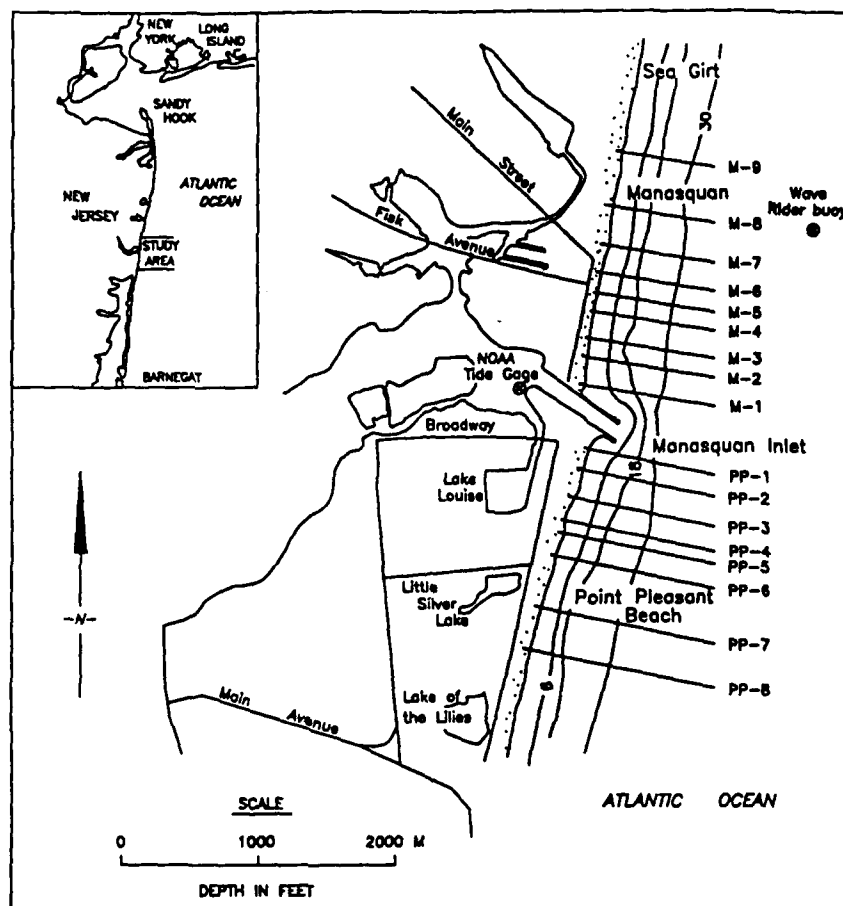 NEW
YORK
LONG
ISLAND
SANDY
HOOK
ATLANTIC
OCEAN
NEW
JERSEY
STUDY
AREA
BARNEGAT
Sea Girt
30
Main
Street
M-9
Manasquan
Wave
Rider buoy
M-8
Fisk
Avenue
M-7
M-6
M-5
M-4
M-3
M-2
M-1
NOAA
Tide Gage
Broadway
Manasquan Inlet
18
PP-1
PP-2
PP-3
PP-4
PP-5
PP-6
PP-7
PP-8
Lake
Louise
Little
Silver
Lake
Point Pleasant
Beach
6
-N-
Main
Avenue
Lake of
the Lilies
SCALE
ATLANTIC OCEAN
0 1000 2000 M
DEPTH IN FEET